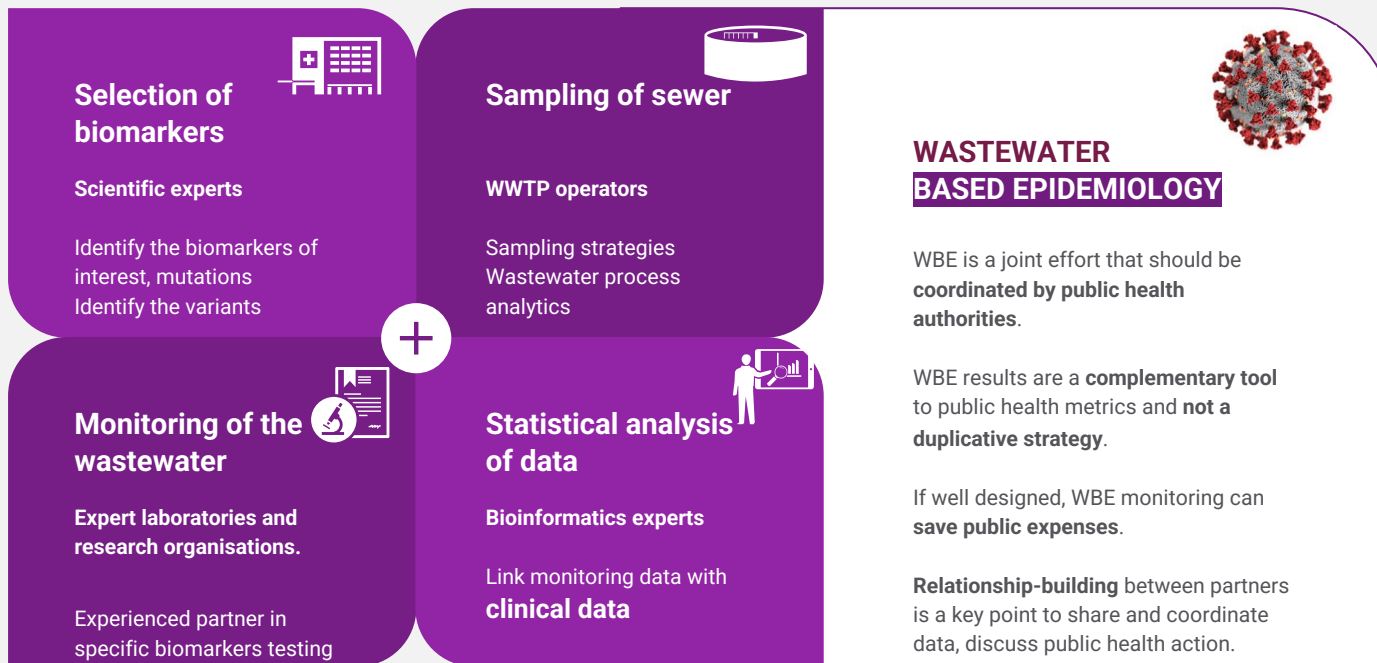 Selection of
biomarkers
Scientific experts
Identify the biomarkers of
interest, mutations
Identify the variants
Sampling of sewer
WWTP operators
Sampling strategies
Wastewater process
analytics
Monitoring of the
wastewater
Expert laboratories and
research organisations.
Experienced partner in
specific biomarkers testing
Statistical analysis
of data
Bioinformatics experts
Link monitoring data with
clinical data
WASTEWATER
BASED EPIDEMIOLOGY
WBE is a joint effort that should be
coordinated by public health
authorities.
WBE results are a complementary tool
to public health metrics and not a
duplicative strategy.
If well designed, WBE monitoring can
save public expenses.
Relationship-building between partners
is a key point to share and coordinate
data, discuss public health action.